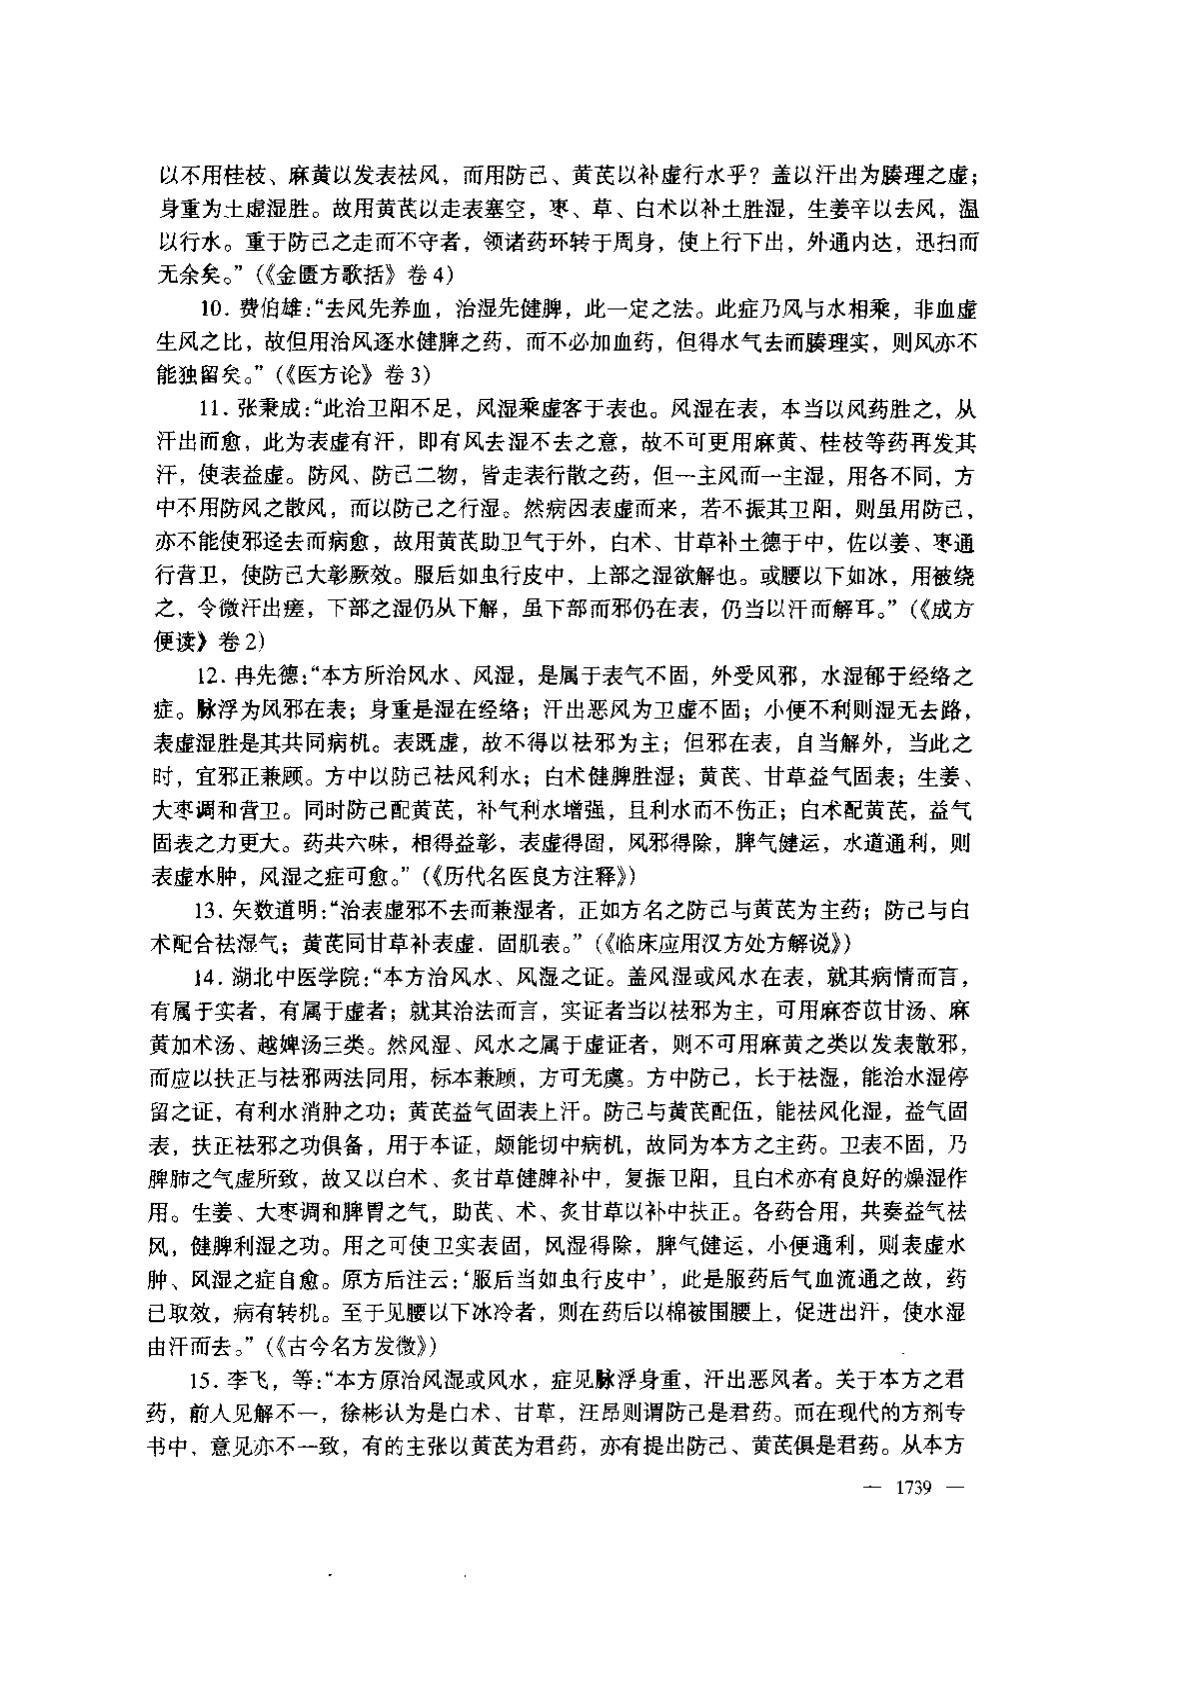 以不用桂枝、麻黄以发表祛风，而用防己、黄芪以补虚行水乎？盖以汗出为腠理之虚；
身重为土虚湿胜。故用黄芪以走表塞空，枣、草、白术以补土胜湿，生姜辛以去风，温
以行水。重于防己之走而不守者，领诸药环转于周身，使上行下出，外通内达，迅扫而
无余矣。”（《金匮方歌括》卷 4）
10. 费伯雄：“去风先养血，治湿先健脾，此一定之法。此症乃风与水相乘，非血虚
生风之比，故但用治风逐水健脾之药，而不必加血药，但得水气去而腠理实，则风亦不
能独留矣。”（《医方论》卷 3）
11. 张秉成：“此治卫阳不足，风湿乘虚客于表也。风湿在表，本当以风药胜之，从
汗出而愈，此为表虚有汗，即有风去湿不去之意，故不可更用麻黄、桂枝等药再发其
汗，使表益虚。防风、防己二物，皆走表行散之药，但一主风而一主湿，用各不同，方
中不用防风之散风，而以防己之行湿。然病因表虚而来，若不振其卫阳，则虽用防己，
亦不能使邪迳去而病愈，故用黄芪助卫气于外，白术、甘草补土德于中，佐以姜、枣通
行营卫，使防己大彰厥效。服后如虫行皮中，上部之湿欲解也。或腰以下如冰，用被绕
之，令微汗出瘥，下部之湿仍从下解，虽下部而邪仍在表，仍当以汗而解耳。”（《成方
便读》卷 2）
12. 冉先德：“本方所治风水、风湿，是属于表气不固，外受风邪，水湿郁于经络之
症。脉浮为风邪在表；身重是湿在经络；汗出恶风为卫虚不固；小便不利则湿无去路，
表虚湿胜是其共同病机。表既虚，故不得以祛邪为主；但邪在表，自当解外，当此之
时，宜邪正兼顾。方中以防己祛风利水；白术健脾胜湿；黄芪、甘草益气固表；生姜、
大枣调和营卫。同时防己配黄芪，补气利水增强，且利水而不伤正；白术配黄芪，益气
固表之力更大。药共六味，相得益彰，表虚得固，风邪得除，脾气健运，水道通利，则
表虚水肿，风湿之症可愈。”（《历代名医良方注释》）
13. 矢数道明：“治表虚邪不去而兼湿者，正如方名之防己与黄芪为主药；防己与白
术配合祛湿气；黄芪同甘草补表虚．固肌表。”（《临床应用汉方处方解说》）
14. 湖北中医学院：“本方治风水、风湿之证。盖风湿或风水在表，就其病情而言，
有属于实者，有属于虚者；就其治法而言，实证者当以祛邪为主，可用麻杏苡甘汤、麻
黄加术汤、越婢汤三类。然风湿、风水之属于虚证者，则不可用麻黄之类以发表散邪，
而应以扶正与祛邪两法同用，标本兼顾，方可无虞。方中防己，长于祛湿，能治水湿停
留之证，有利水消肿之功；黄芪益气固表上汗。防己与黄芪配伍，能祛风化湿，益气固
表，扶正祛邪之功俱备，用于本证，颇能切中病机，故同为本方之主药。卫表不固，乃
脾肺之气虚所致，故又以白术、炙甘草健脾补中，复振卫阳，且白术亦有良好的燥湿作
用。生姜、大枣调和脾胃之气，助芪、术、炙甘草以补中扶正。各药合用，共奏益气祛
风，健脾利湿之功。用之可使卫实表固，风湿得除，脾气健运，小便通利，则表虚水
肿、风湿之症自愈。原方后注云：‘服后当如虫行皮中’，此是服药后气血流通之故，药
已取效，病有转机。至于见腰以下冰冷者，则在药后以棉被围腰上，促进出汗，使水湿
由汗而去。”（《古今名方发微》）
15. 李飞，等：“本方原治风湿或风水，症见脉浮身重，汗出恶风者。关于本方之君
药，前人见解不一，徐彬认为是白术、甘草，汪昂则谓防己是君药。而在现代的方剂专
书中，意见亦不一致，有的主张以黄芪为君药，亦有提出防己、黄芪俱是君药。从本方
— 1739 —